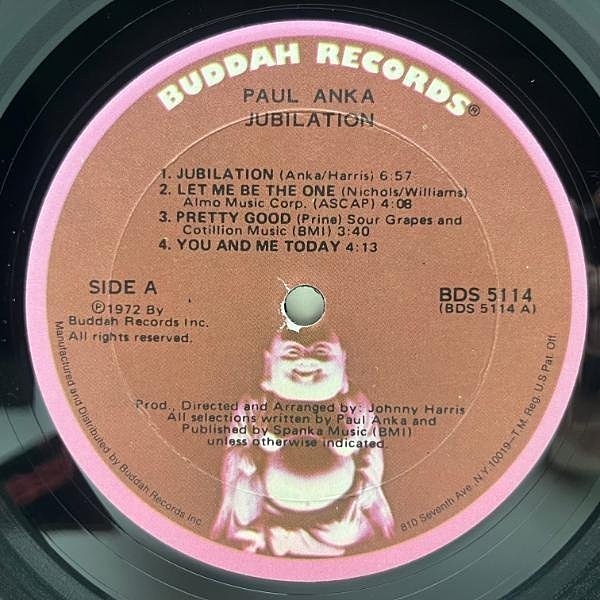 BUDDAH RECORDS®
PAUL ANKA
JUBILATION
1. JUBILATION (Anka/Harris) 6:57
2. LET ME BE THE ONE (Nichols/Williams)
Almo Music Corp. (ASCAP) 4:08
3. PRETTY GOOD (Prine) Sour Grapes and
Cotillion Music (BMI) 3:40
4. YOU AND ME TODAY 4:13
SIDE A
℗1972 By
Buddah Records Inc.
All rights reserved.
BDS 5114
(BDS 5114 A)
Prod., Directed and Arranged by: Johnny Harris
All selections written by Paul Anka and
Published by Spanka Music (BMI)
unless otherwise indicated.
Manufactured and Distributed by Buddah Records Inc.
810 Seventh Ave. N.Y. 10019—T.M. Reg. U.S Pat. Off